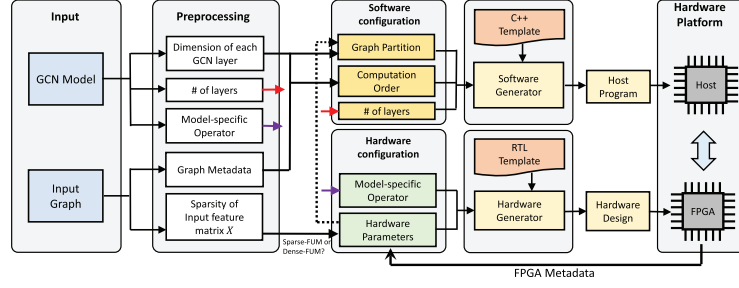 Input
Preprocessing
Software
configuration
Hardware
Platform
GCN Model
Dimension of each
GCN layer
# of layers
Model-specific
Operator
Graph Partition
Computation
Order
# of layers
C++
Template
Software
Generator
Host
Program
Host
Input
Graph
Graph Metadata
Sparsity of
Input feature
matrix X
Sparse-FUM or
Dense-FUM?
Hardware
configuration
Model-specific
Operator
Hardware
Parameters
RTL
Template
Hardware
Generator
Hardware
Design
FPGA
FPGA Metadata